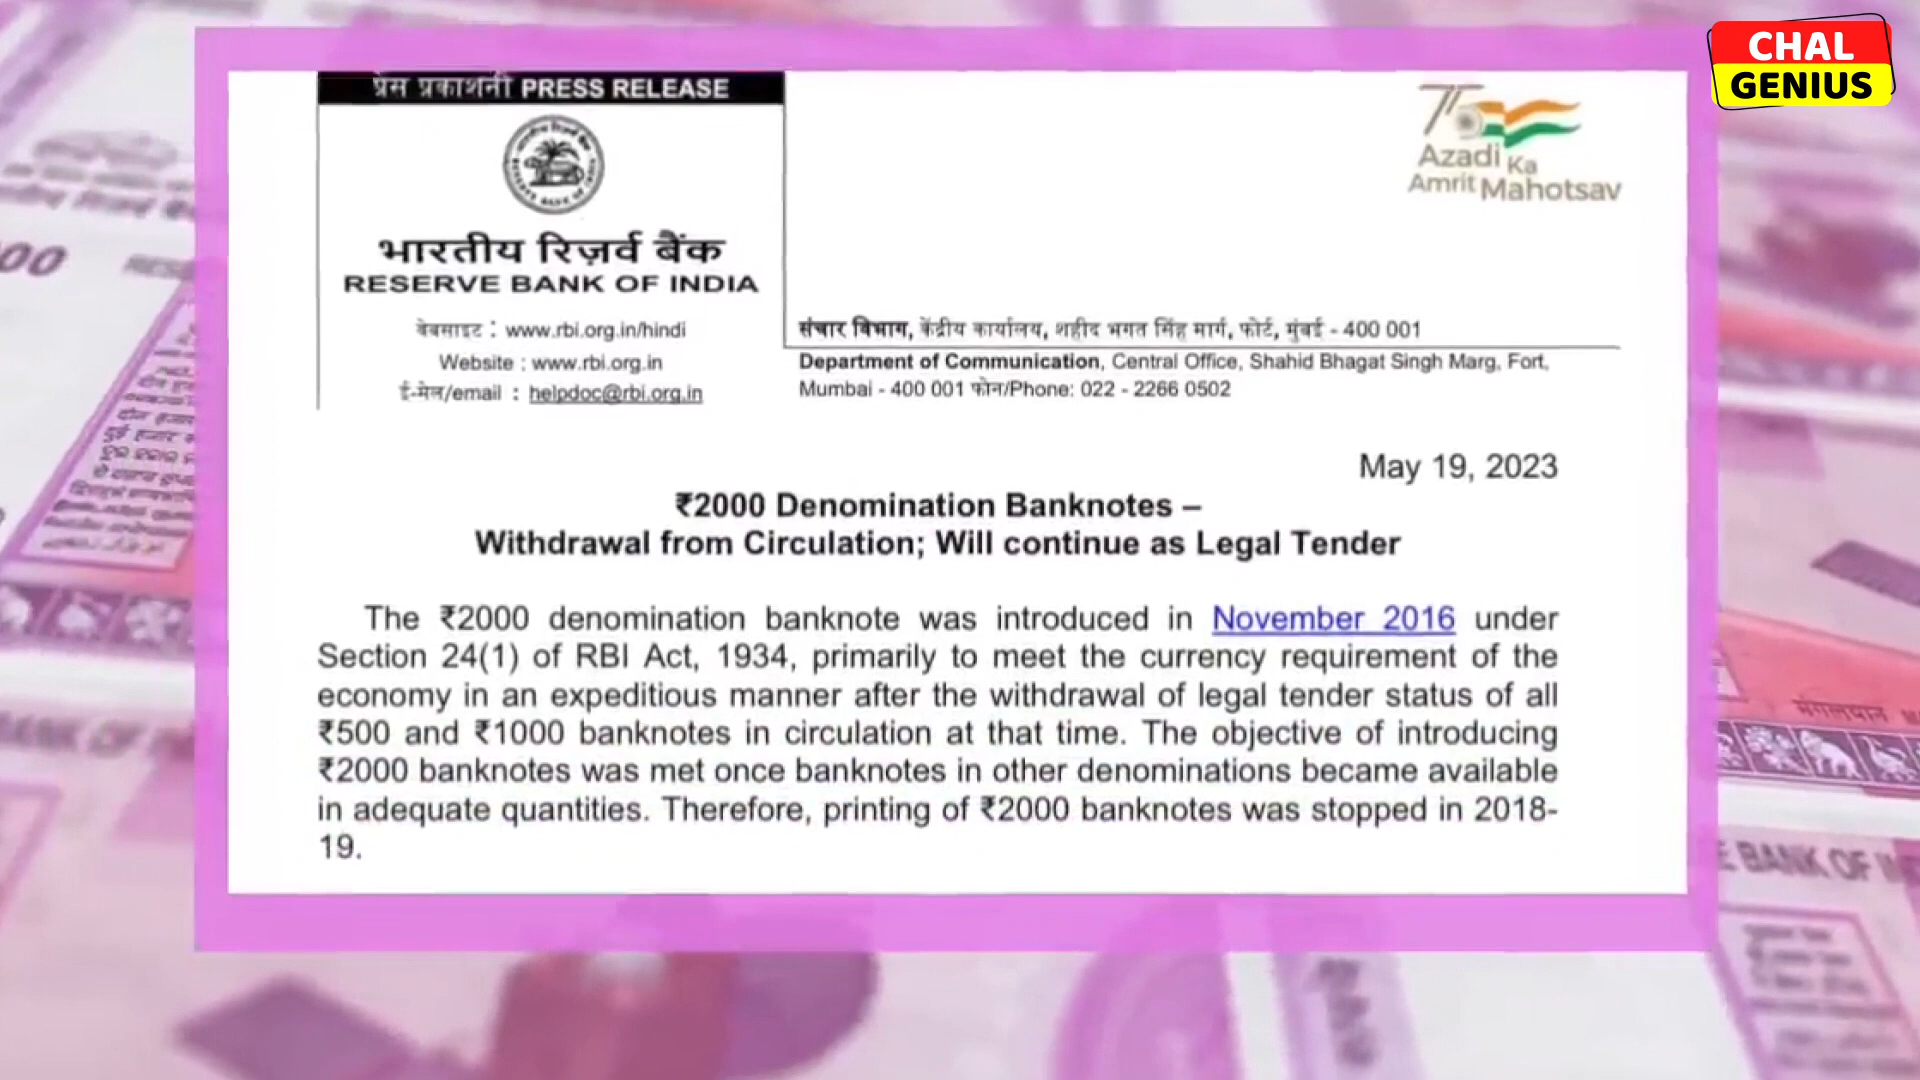 CHAL
GENIUS
प्रेस प्रकाशनी PRESS RELEASE
75
Azadi Ka
Amrit Mahotsav
भारतीय रिज़र्व बैंक
RESERVE BANK OF INDIA
वेबसाइट : www.rbi.org.in/hindi
Website : www.rbi.org.in
ई-मेल/email : helpdoc@rbi.org.in
संचार विभाग, केंद्रीय कार्यालय, शहीद भगत सिंह मार्ग, फोर्ट, मुंबई - 400 001
Department of Communication, Central Office, Shahid Bhagat Singh Marg, Fort,
Mumbai - 400 001 फोन/Phone: 022 - 2266 0502
May 19, 2023
₹2000 Denomination Banknotes –
Withdrawal from Circulation; Will continue as Legal Tender
The ₹2000 denomination banknote was introduced in November 2016 under
Section 24(1) of RBI Act, 1934, primarily to meet the currency requirement of the
economy in an expeditious manner after the withdrawal of legal tender status of all
₹500 and ₹1000 banknotes in circulation at that time. The objective of introducing
₹2000 banknotes was met once banknotes in other denominations became available
in adequate quantities. Therefore, printing of ₹2000 banknotes was stopped in 2018-
19.
मंगलयान
BANK OF